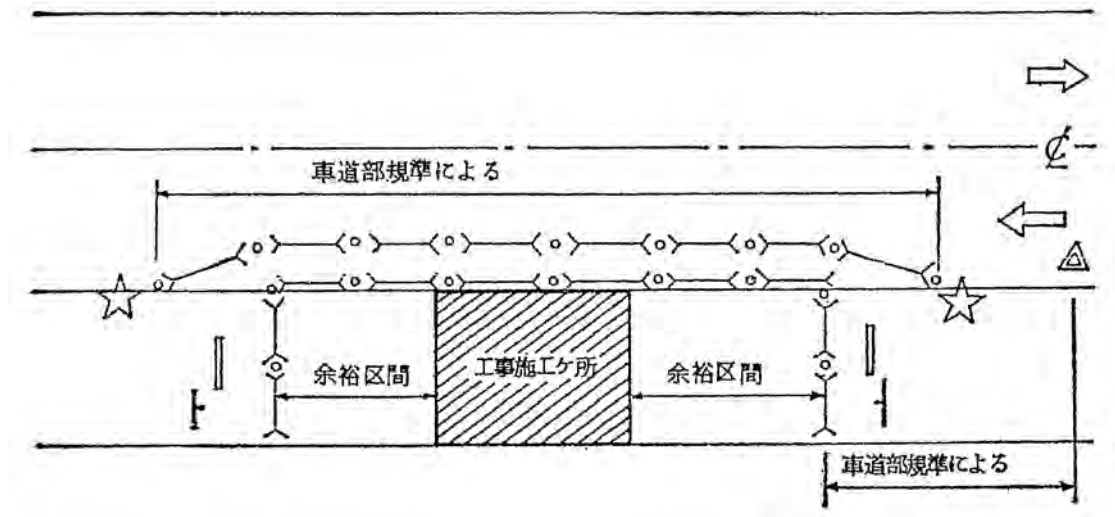 ℄
車道部規準による
余裕区間
工事施工ケ所
余裕区間
車道部規準による